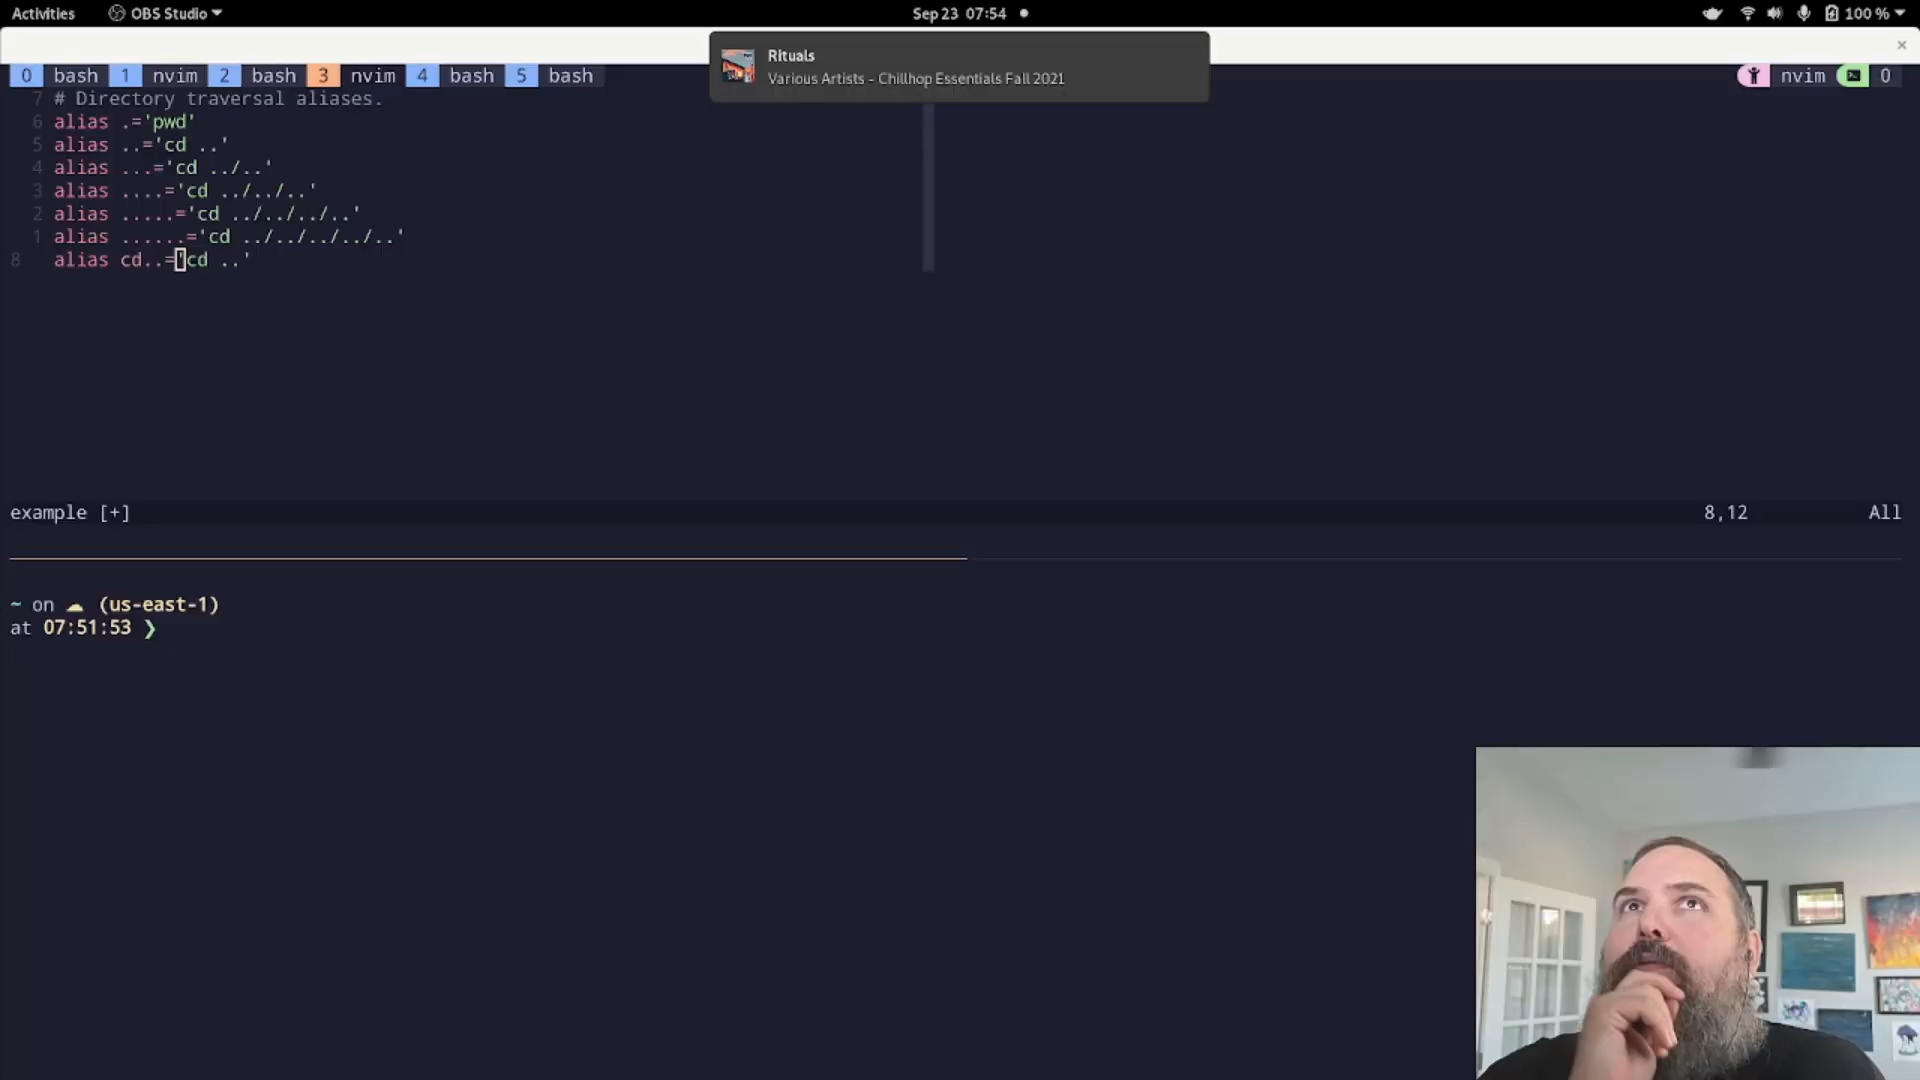 Activities OBS Studio Sep 23 07:54 100 %
Rituals
Various Artists - Chillhop Essentials Fall 2021
0 bash 1 nvim 2 bash 3 nvim 4 bash 5 bash nvim 0
7 # Directory traversal aliases.
6 alias .='pwd'
5 alias ..='cd ..'
4 alias ...='cd ../..'
3 alias ....='cd ../../..'
2 alias .....='cd ../../../..'
1 alias ......='cd ../../../../..'
8 alias cd..='cd ..'
example [+] 8,12 All
~ on ☁ (us-east-1)
at 07:51:53 ❯